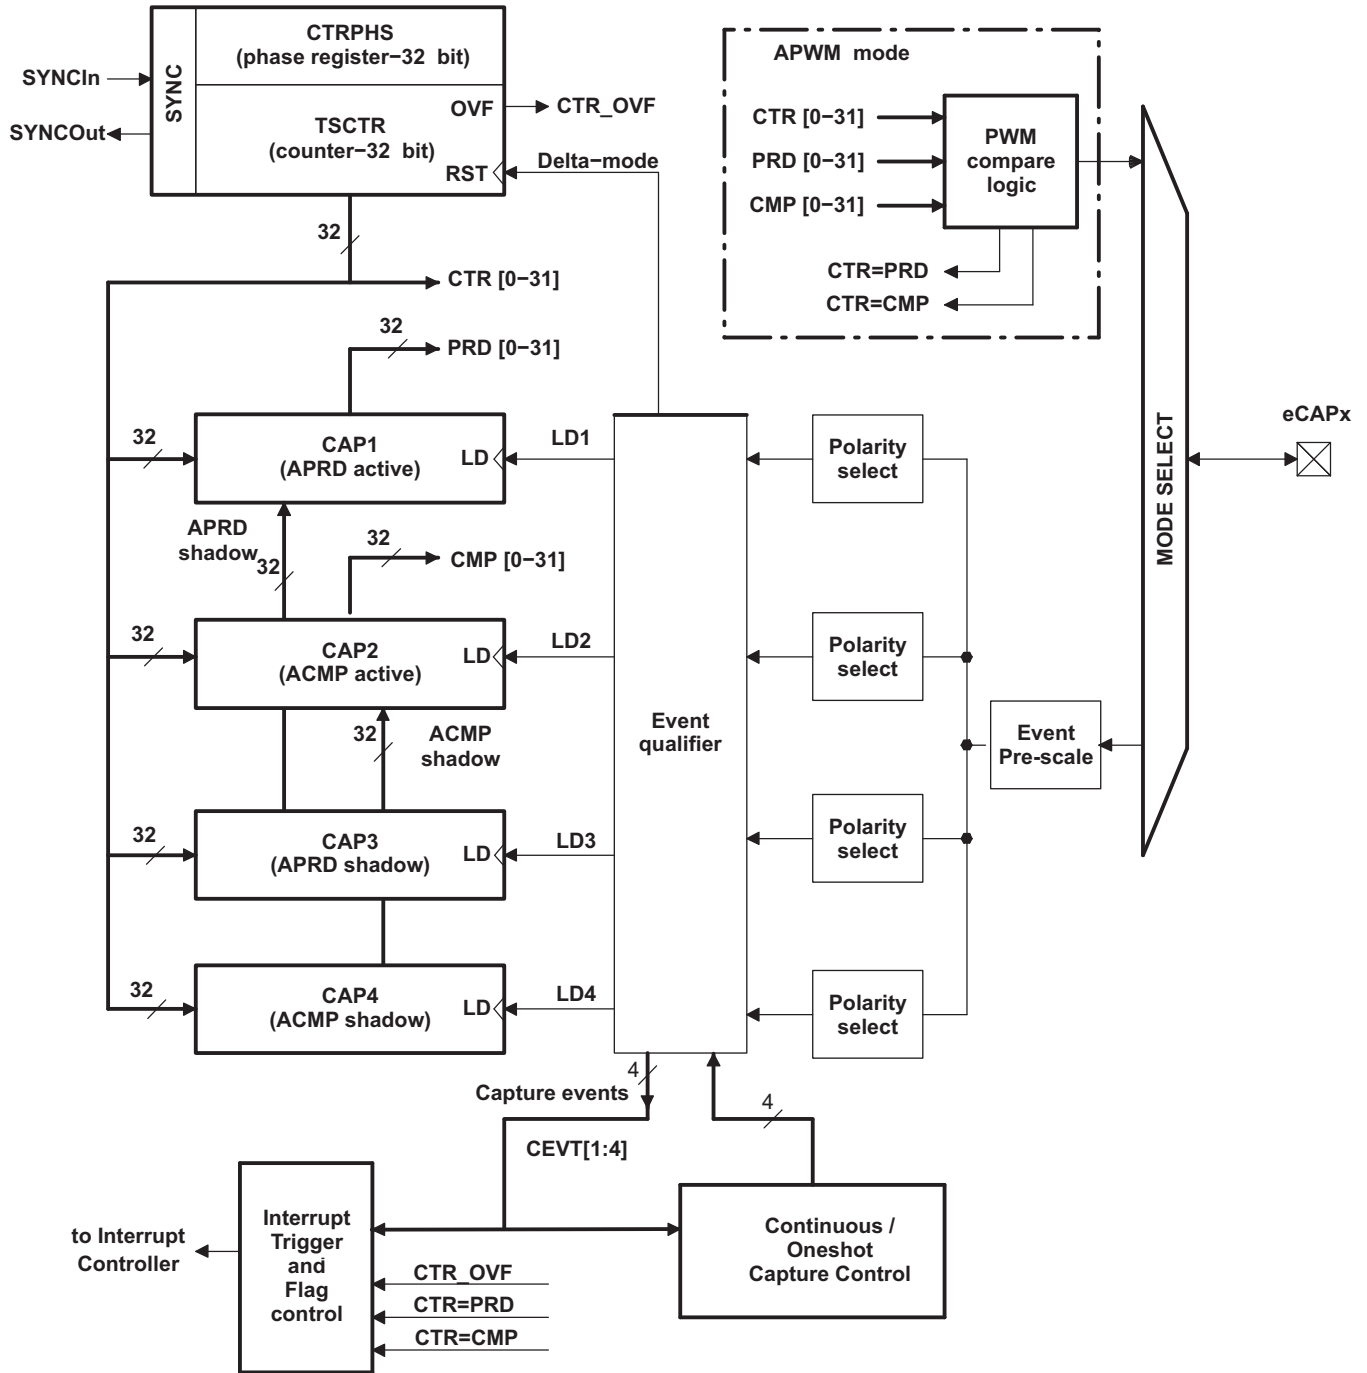 CTRPHS
(phase register−32 bit)
SYNC
SYNCIn
SYNCOut
OVF
CTR_OVF
TSCTR
(counter−32 bit)
RST
Delta−mode
32
CTR [0−31]
32
PRD [0−31]
APWM mode
CTR [0−31]
PRD [0−31]
CMP [0−31]
PWM
compare
logic
CTR=PRD
CTR=CMP
MODE SELECT
eCAPx
32
CAP1
(APRD active)
LD
LD1
Polarity
select
APRD
shadow
32
32
CMP [0−31]
32
CAP2
(ACMP active)
LD
LD2
Polarity
select
32
ACMP
shadow
Event
qualifier
Event
Pre-scale
32
CAP3
(APRD shadow)
LD
LD3
Polarity
select
32
CAP4
(ACMP shadow)
LD
LD4
Polarity
select
4
Capture events
CEVT[1:4]
4
to Interrupt
Controller
Interrupt
Trigger
and
Flag
control
CTR_OVF
CTR=PRD
CTR=CMP
Continuous /
Oneshot
Capture Control